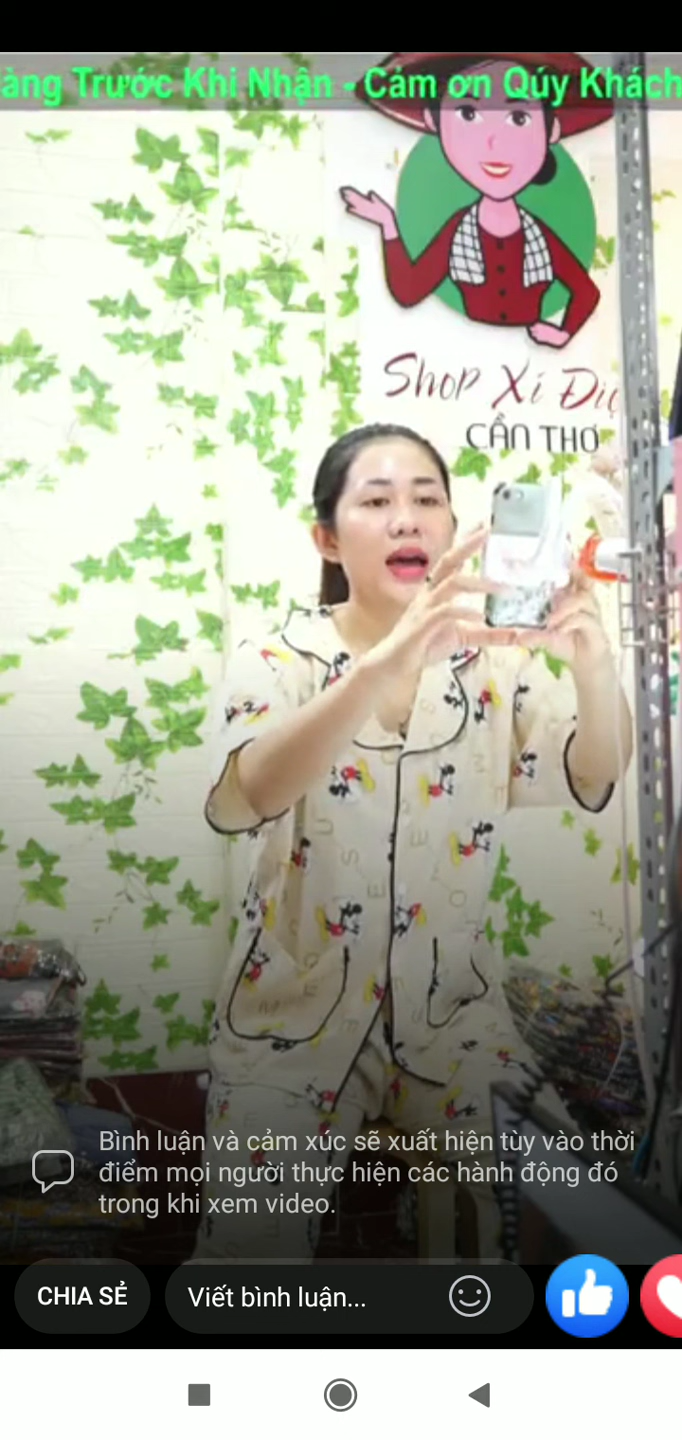 Trước Khi Nhận - Cảm ơn Qúy Khách
Shop Xí
CẦN THƠ
Bình luận và cảm xúc sẽ xuất hiện tùy vào thời
điểm mọi người thực hiện các hành động đó
trong khi xem video.
CHIA SẺ
Viết bình luận...